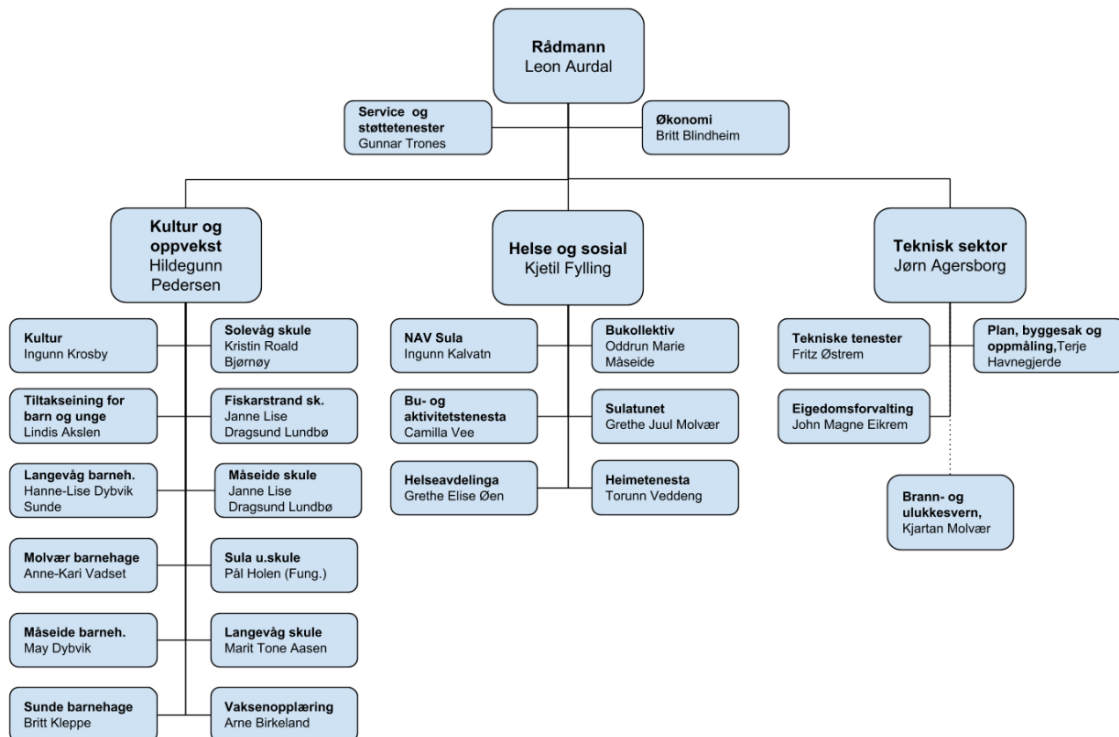 Rådmann
Leon Aurdal
Service og
støttetenester
Gunnar Trones
Økonomi
Britt Blindheim
Kultur og
oppvekst
Hildegunn
Pedersen
Helse og sosial
Kjetil Fylling
Teknisk sektor
Jørn Agersborg
Kultur
Ingunn Krosby
Solevåg skule
Kristin Roald
Bjørnøy
Tiltakseining for
barn og unge
Lindis Akslen
Fiskarstrand sk.
Janne Lise
Dragsund Lundbø
Langevåg barneh.
Hanne-Lise Dybvik
Sunde
Måseide skule
Janne Lise
Dragsund Lundbø
Molvær barnehage
Anne-Kari Vadset
Sula u.skule
Pål Holen (Fung.)
Måseide barneh.
May Dybvik
Langevåg skule
Marit Tone Aasen
Sunde barnehage
Britt Kleppe
Vaksenopplæring
Arne Birkeland
NAV Sula
Ingunn Kalvatn
Bukollektiv
Oddrun Marie
Måseide
Bu- og
aktivitetstenesta
Camilla Vee
Sulatunet
Grethe Juul Molvær
Helseavdelinga
Grethe Elise Øen
Heimetenesta
Torunn Veddeng
Tekniske tenester
Fritz Østrem
Plan, byggesak og
oppmåling,Terje
Havnegjerde
Eigedomsforvalting
John Magne Eikrem
Brann- og
ulukkesvern,
Kjartan Molvær